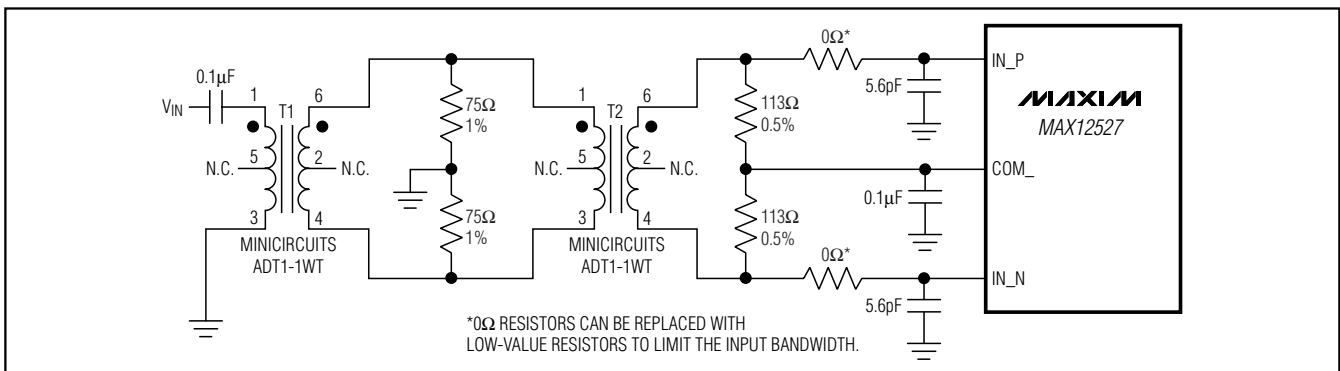 0.1µF
VIN
1
T1
6
5
N.C.
2
N.C.
3
4
MINICIRCUITS
ADT1-1WT
75Ω
1%
75Ω
1%
1
T2
6
5
N.C.
2
N.C.
3
4
MINICIRCUITS
ADT1-1WT
0Ω*
113Ω
0.5%
113Ω
0.5%
0Ω*
5.6pF
0.1µF
5.6pF
IN_P
MAXIM
MAX12527
COM_
IN_N
*0Ω RESISTORS CAN BE REPLACED WITH
LOW-VALUE RESISTORS TO LIMIT THE INPUT BANDWIDTH.